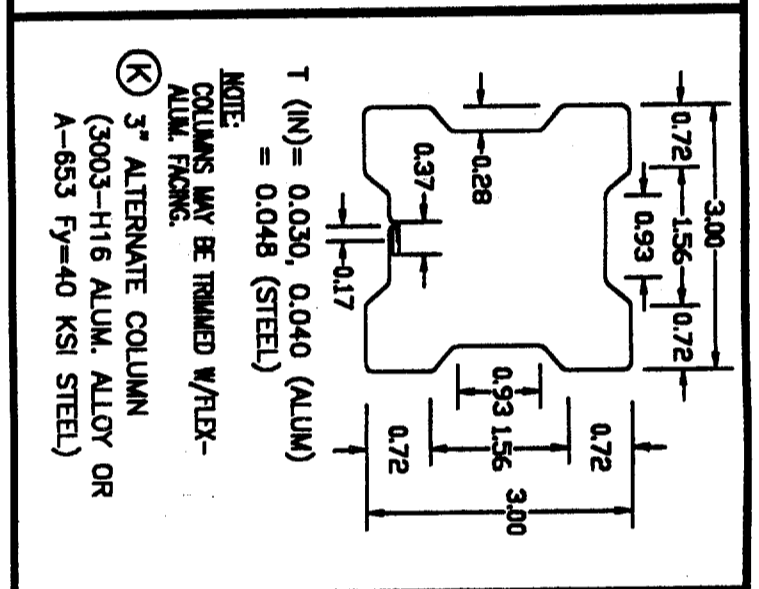 3.00
0.72 1.56 0.72
0.93
0.28
0.37
0.17
0.93 1.56
0.72
0.72
3.00
T (IN)= 0.030, 0.040 (ALUM)
= 0.048 (STEEL)
NOTE:
COLUMNS MAY BE TRIMMED W/FLEX-
ALUM. FACING.
K 3" ALTERNATE COLUMN
(3003-H16 ALUM. ALLOY OR
A-653 Fy=40 KSI STEEL)